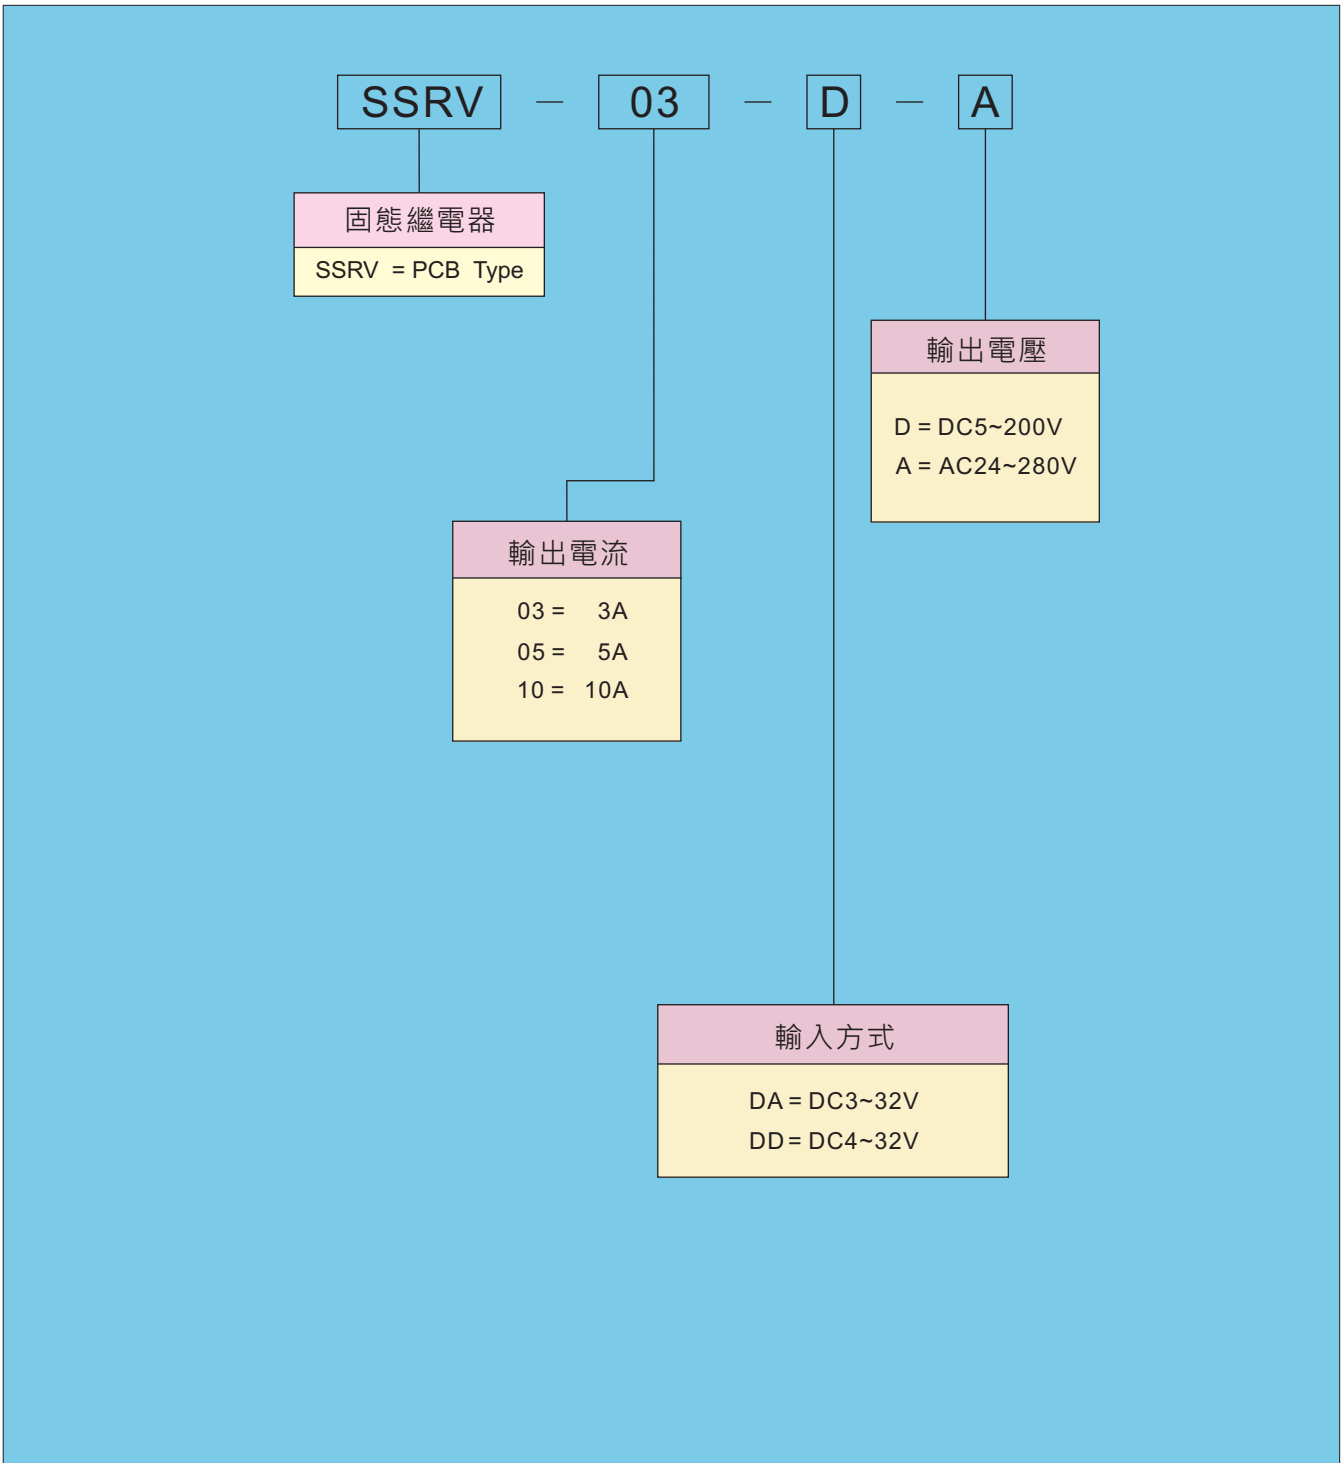 SSRV — 03 — D — A
固態繼電器
SSRV = PCB Type
輸出電壓
D = DC5~200V
A = AC24~280V
輸出電流
03 = 3A
05 = 5A
10 = 10A
輸入方式
DA = DC3~32V
DD = DC4~32V